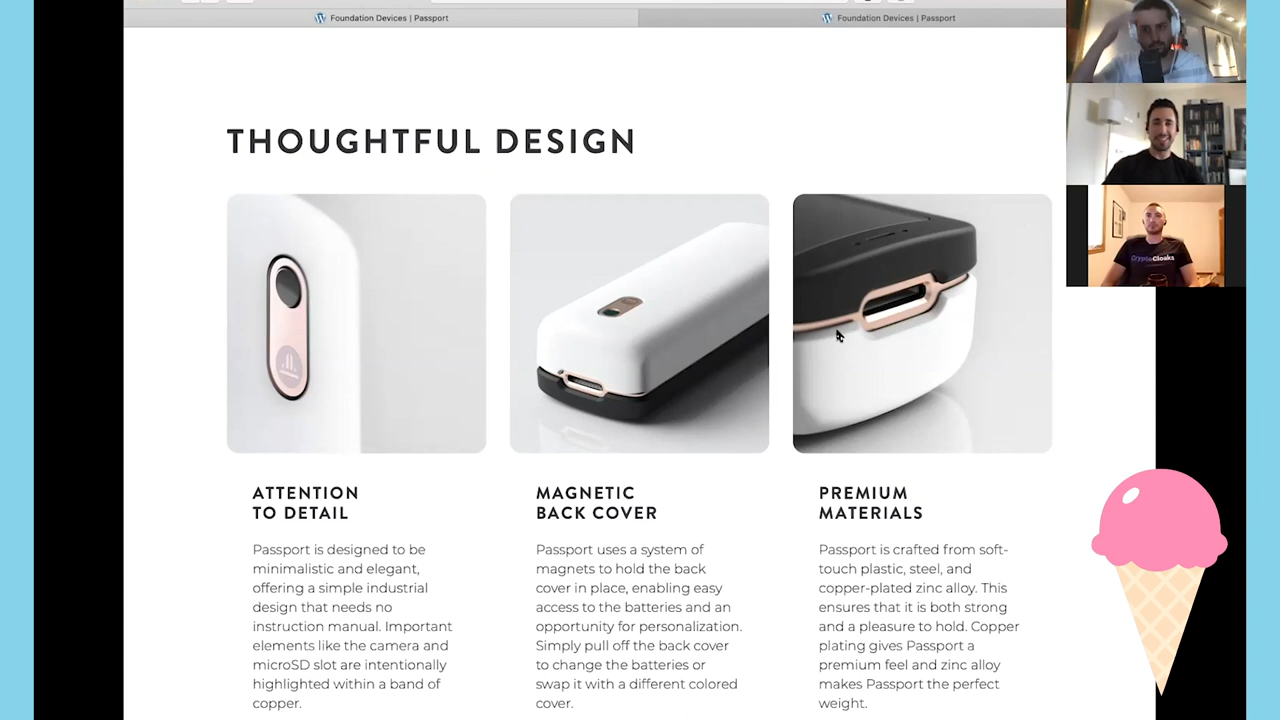 Foundation Devices | Passport
Foundation Devices | Passport
THOUGHTFUL DESIGN
CryptoCloaks
ATTENTION
TO DETAIL
Passport is designed to be
minimalistic and elegant,
offering a simple industrial
design that needs no
instruction manual. Important
elements like the camera and
microSD slot are intentionally
highlighted within a band of
copper.
MAGNETIC
BACK COVER
Passport uses a system of
magnets to hold the back
cover in place, enabling easy
access to the batteries and an
opportunity for personalization.
Simply pull off the back cover
to change the batteries or
swap it with a different colored
cover.
PREMIUM
MATERIALS
Passport is crafted from soft-
touch plastic, steel, and
copper-plated zinc alloy. This
ensures that it is both strong
and a pleasure to hold. Copper
plating gives Passport a
premium feel and zinc alloy
makes Passport the perfect
weight.